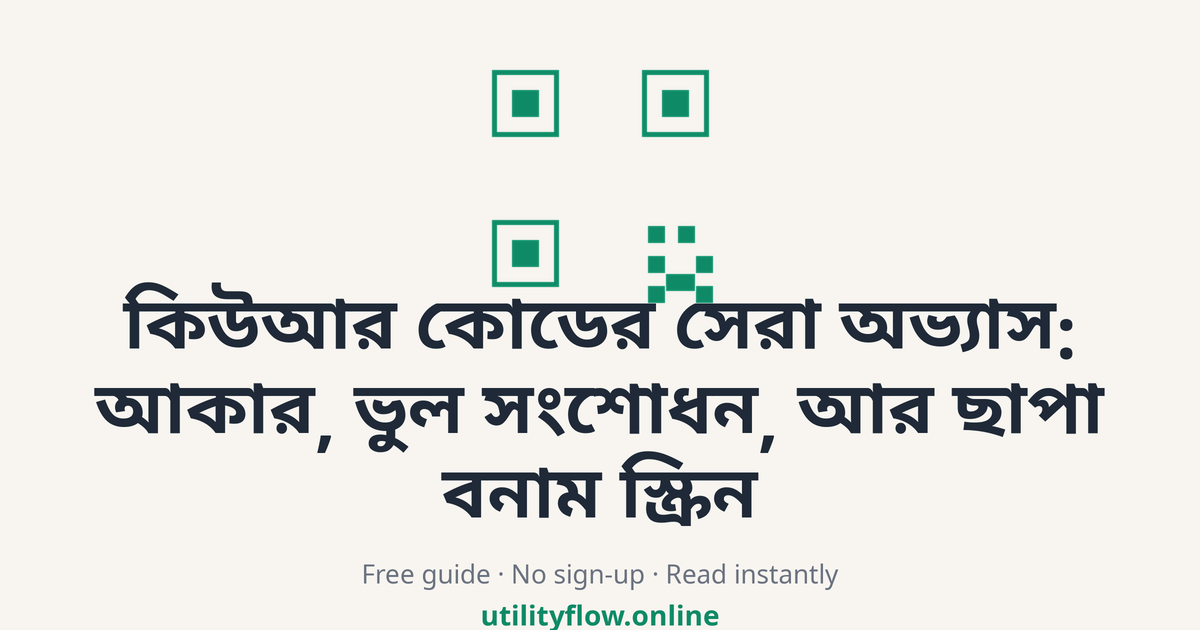 কিউআর কোডের সেরা অভ্যাস:
আকার, ভুল সংশোধন, আর ছাপা
বনাম স্ক্রিন
Free guide · No sign-up · Read instantly
utilityflow.online